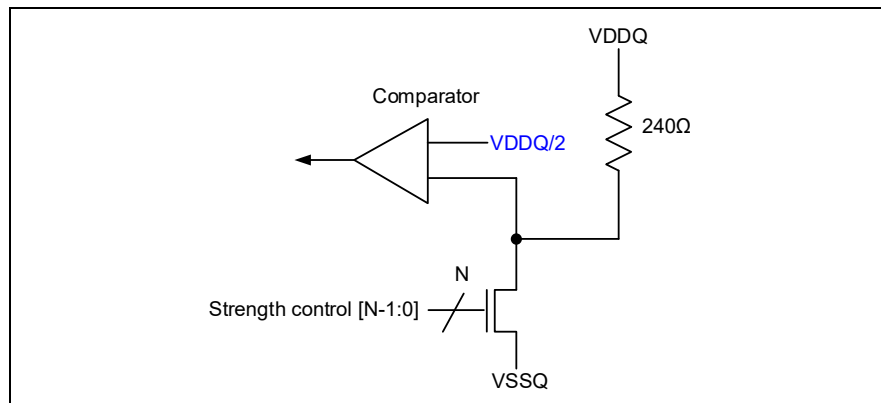 VDDQ
Comparator
240Ω
VDDQ/2
N
Strength control [N-1:0]
VSSQ